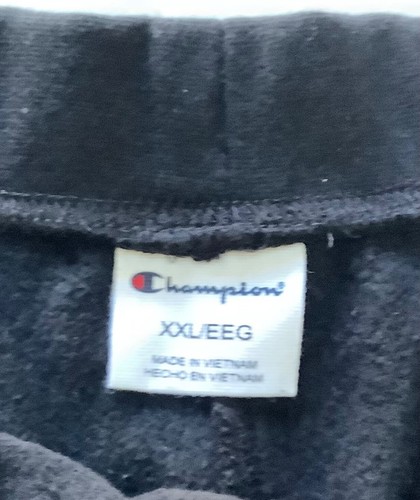 Champion
XXL/EEG
MADE IN VIETNAM
HECHO EN VIETNAM